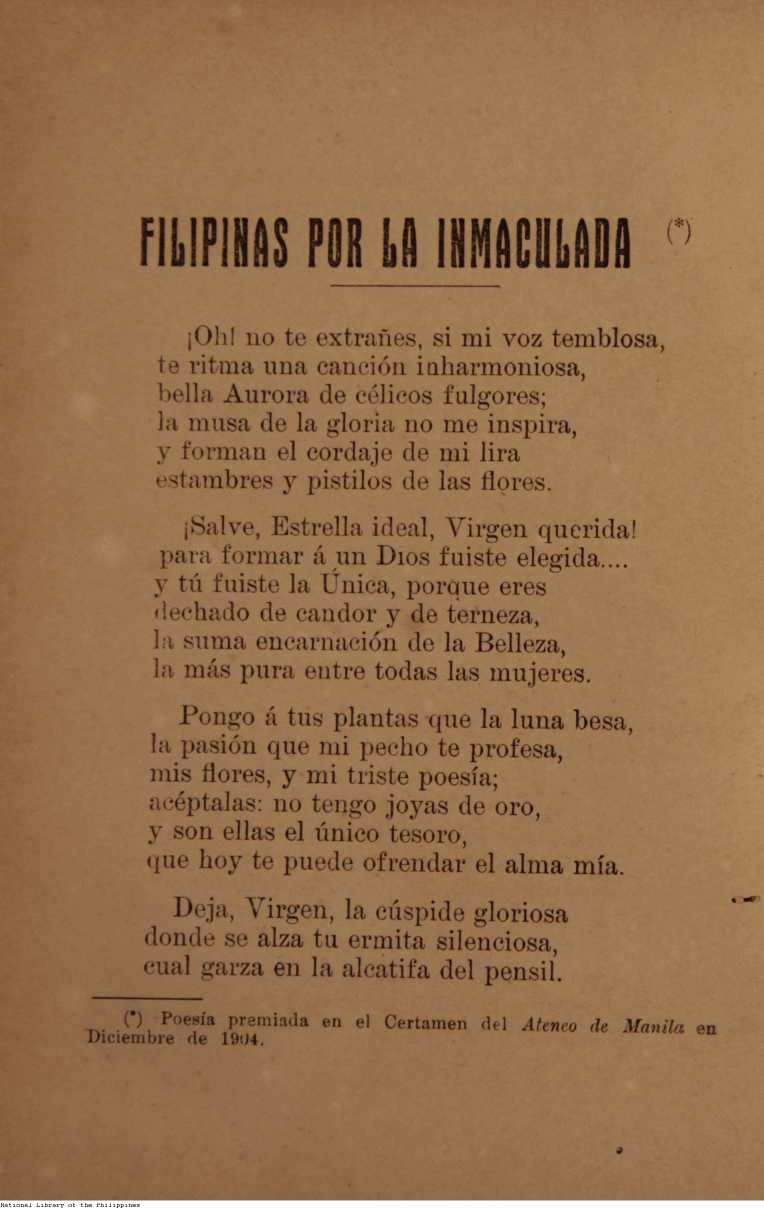 FILIPINAS POR LA INMACULADA (*)
¡Oh! no te extrañes, si mi voz temblosa,
te ritma una canción inharmoniosa,
bella Aurora de célicos fulgores;
la musa de la gloria no me inspira,
y forman el cordaje de mi lira
estambres y pistilos de las flores.
¡Salve, Estrella ideal, Virgen querida!
para formar á un Dios fuiste elegida....
y tú fuiste la Única, porque eres
dechado de candor y de terneza,
la suma encarnación de la Belleza,
la más pura entre todas las mujeres.
Pongo á tus plantas que la luna besa,
la pasión que mi pecho te profesa,
mis flores, y mi triste poesía;
acéptalas: no tengo joyas de oro,
y son ellas el único tesoro,
que hoy te puede ofrendar el alma mía.
Deja, Virgen, la cúspide gloriosa
donde se alza tu ermita silenciosa,
cual garza en la alcatifa del pensil.
(*) Poesía premiada en el Certamen del Ateneo de Manila en
Diciembre de 1904.
National Library of the Philippines